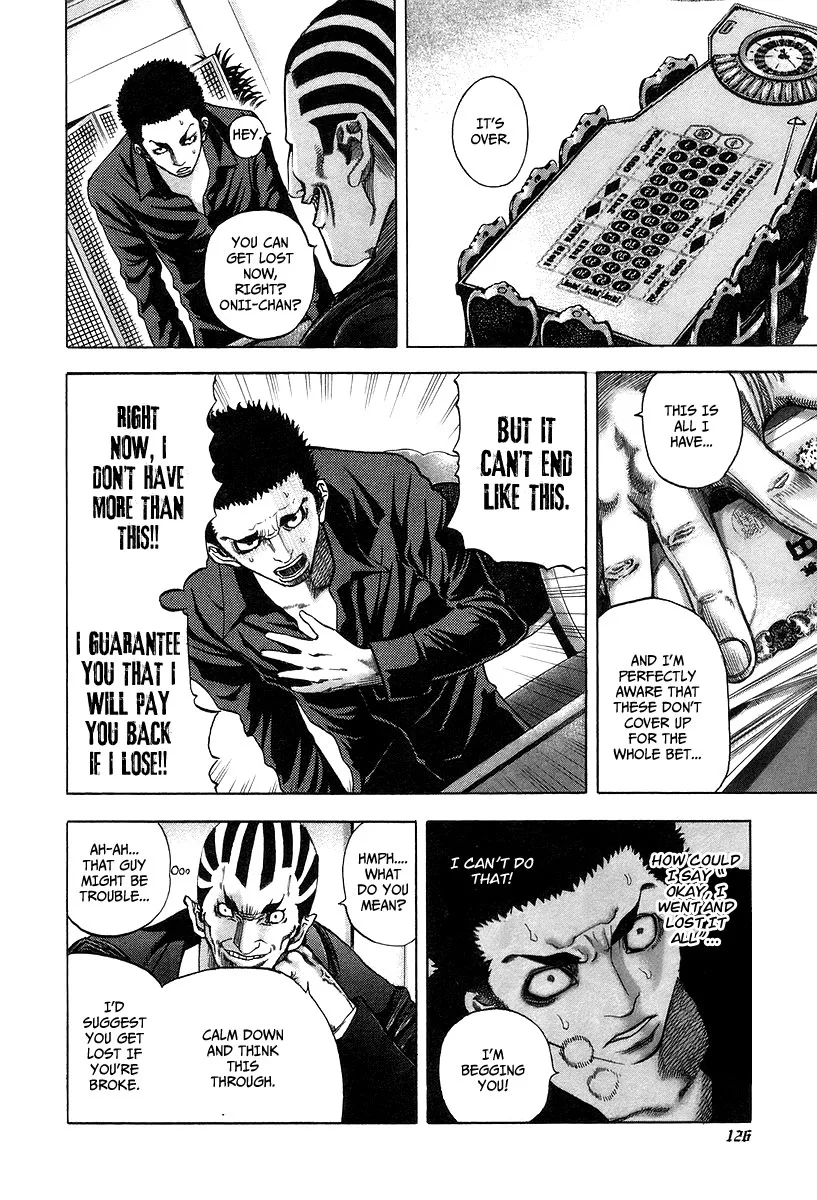 IT'S
OVER.
HEY.
YOU CAN
GET LOST
NOW,
RIGHT?
ONII-CHAN?
THIS IS
ALL I
HAVE...
AND I'M
PERFECTLY
AWARE THAT
THESE DON'T
COVER UP
FOR THE
WHOLE BET...
BUT IT
CAN'T END
LIKE THIS.
RIGHT
NOW, I
DON'T HAVE
MORE THAN
THIS!!
I GUARANTEE
YOU THAT I
WILL PAY
YOU BACK
IF I LOSE!!
HOW COULD
I SAY "
OKAY, I
WENT AND
LOST IT
ALL"...
I CAN'T DO
THAT!
I'M
BEGGING
YOU!
HMPH....
WHAT
DO YOU
MEAN?
AH-AH...
THAT GUY
MIGHT BE
TROUBLE...
CALM DOWN
AND THINK
THIS
THROUGH.
I'D
SUGGEST
YOU GET
LOST IF
YOU'RE
BROKE.
126